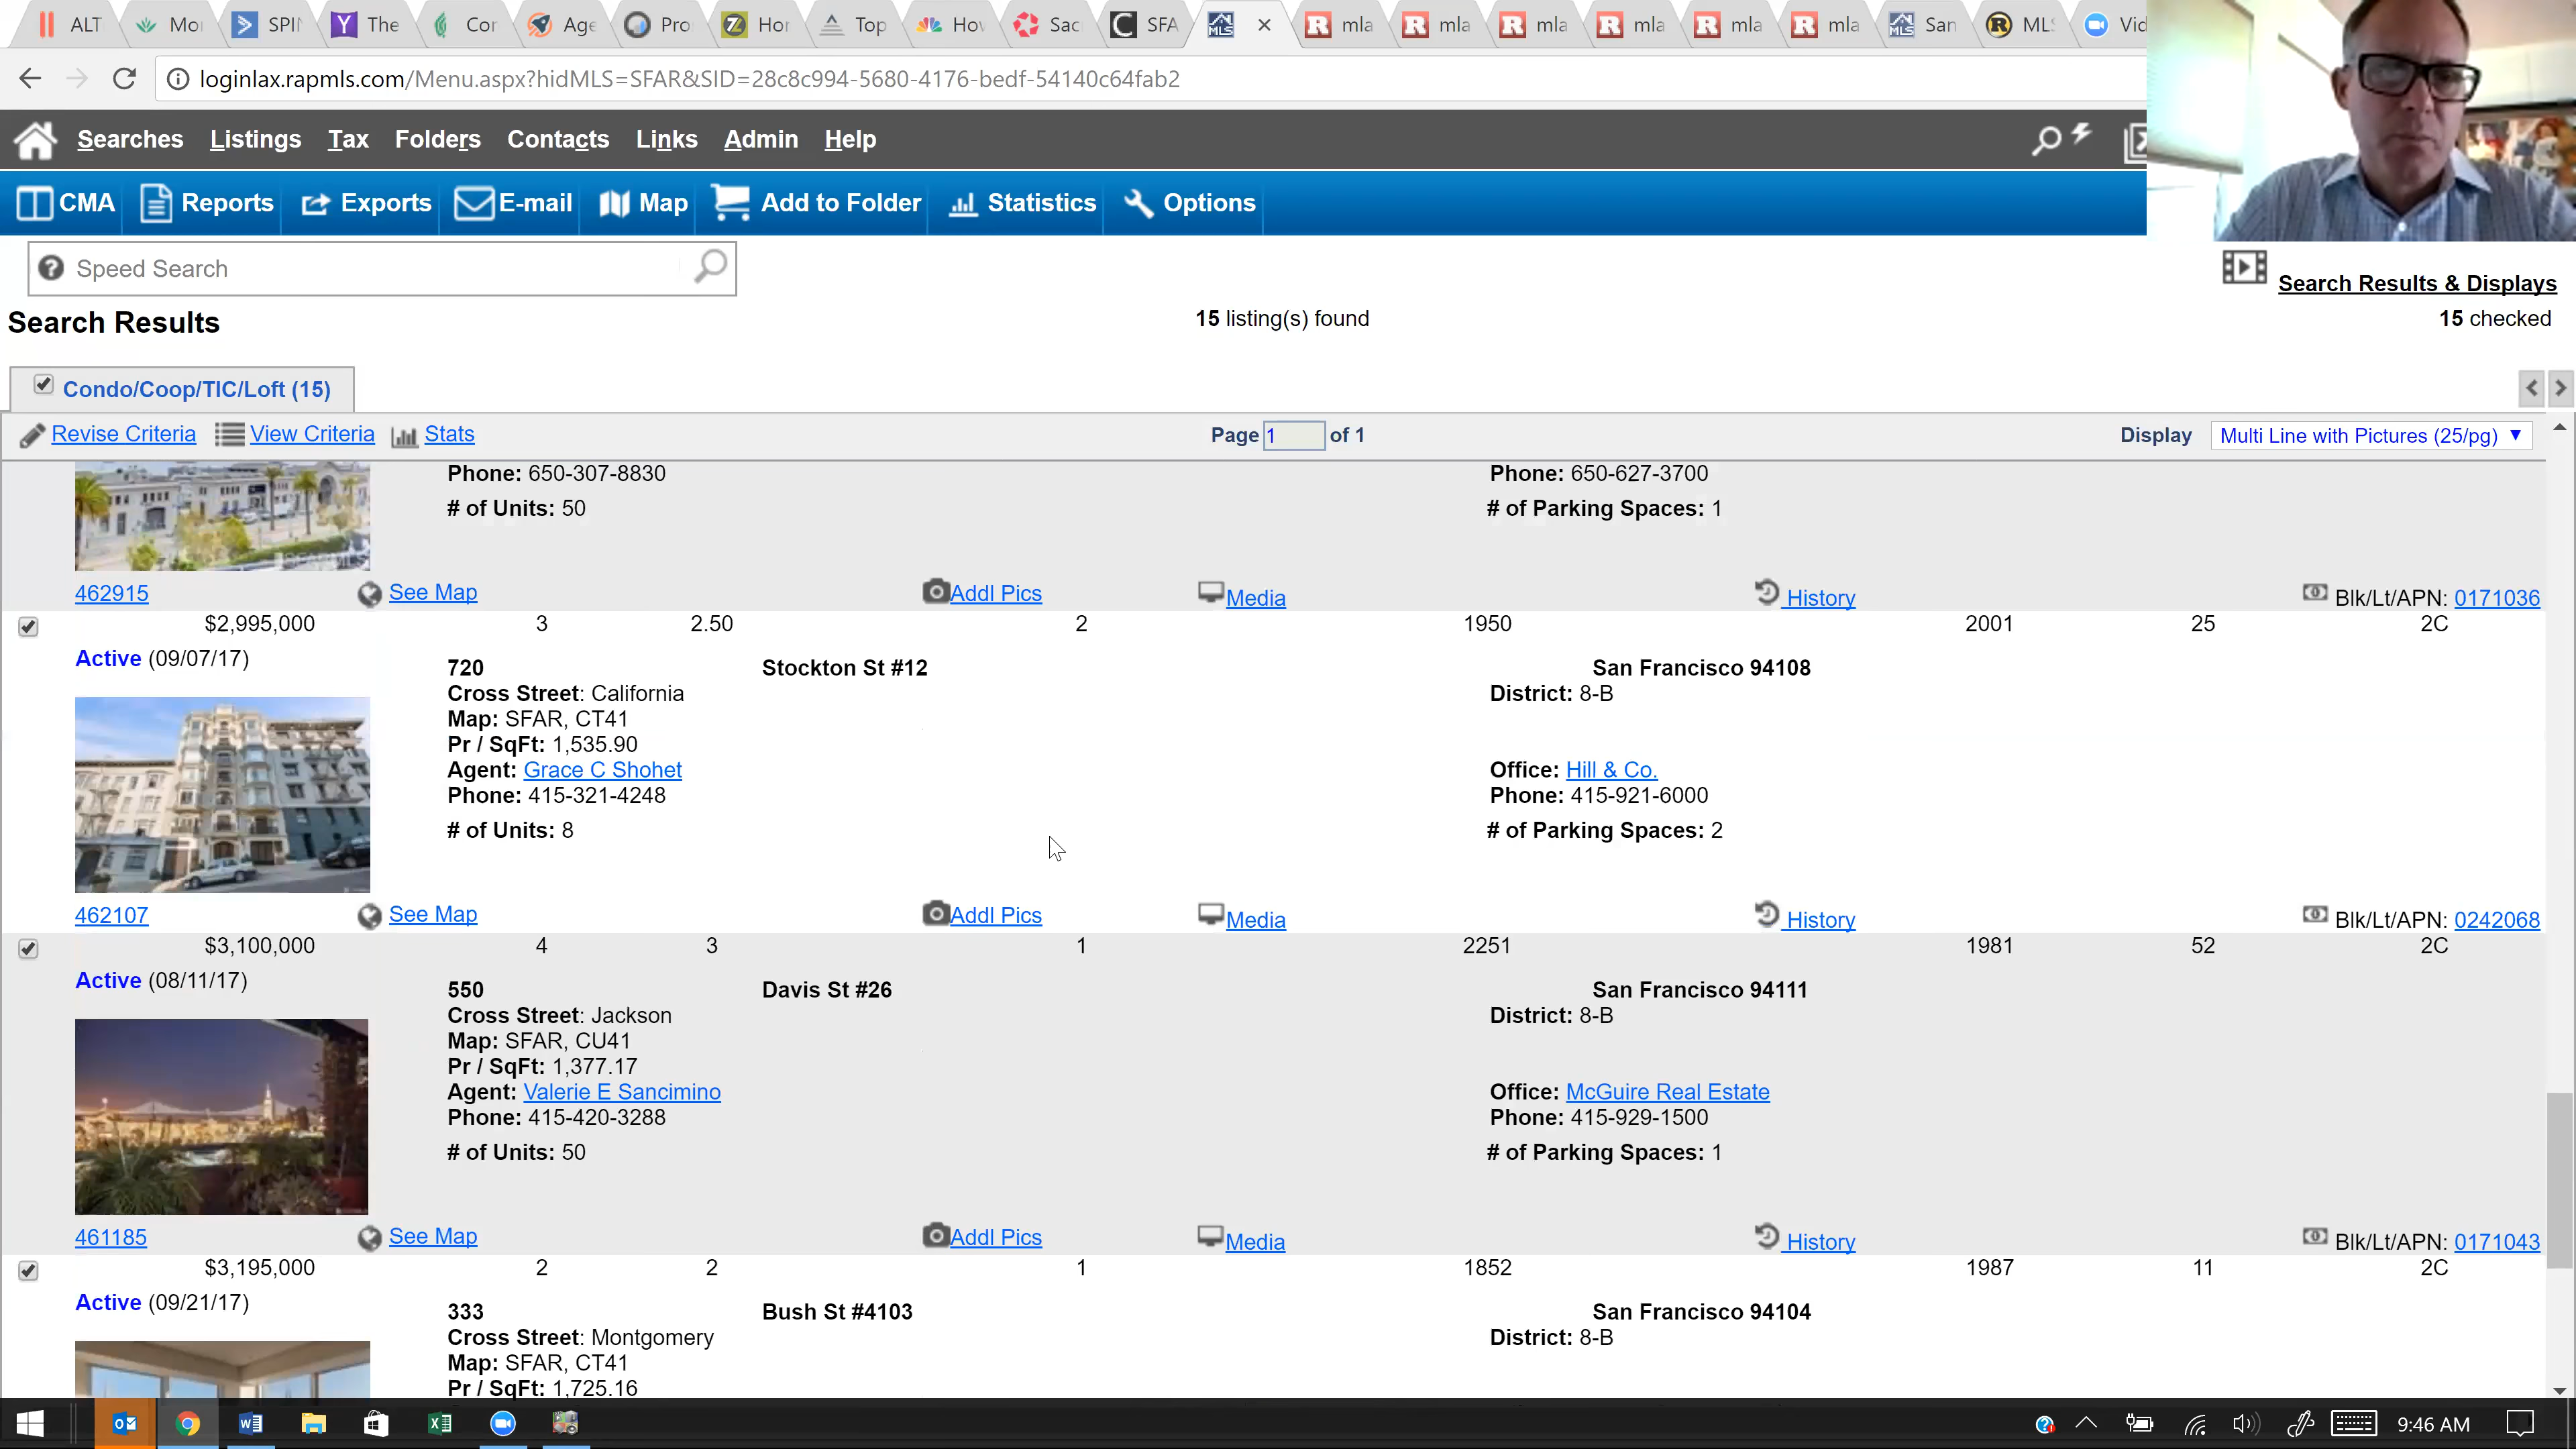 ALT Mor SPIN The Cor Age Pro Hor Top How Sac SFA mla mla mla mla mla mla San MLS Vid
loginlax.rapmls.com/Menu.aspx?hidMLS=SFAR&SID=28c8c994-5680-4176-bedf-54140c64fab2
Searches Listings Tax Folders Contacts Links Admin Help
CMA Reports Exports E-mail Map Add to Folder Statistics Options
Speed Search
Search Results & Displays
Search Results 15 listing(s) found 15 checked
Condo/Coop/TIC/Loft (15)
Revise Criteria View Criteria Stats Page 1 of 1 Display Multi Line with Pictures (25/pg)
Phone: 650-307-8830 Phone: 650-627-3700
# of Units: 50 # of Parking Spaces: 1
462915 See Map Addl Pics Media History Blk/Lt/APN: 0171036
$2,995,000 3 2.50 2 1950 2001 25 2C
Active (09/07/17) 720 Stockton St #12 San Francisco 94108
Cross Street: California District: 8-B
Map: SFAR, CT41
Pr / SqFt: 1,535.90
Agent: Grace C Shohet Office: Hill & Co.
Phone: 415-321-4248 Phone: 415-921-6000
# of Units: 8 # of Parking Spaces: 2
462107 See Map Addl Pics Media History Blk/Lt/APN: 0242068
$3,100,000 4 3 1 2251 1981 52 2C
Active (08/11/17) 550 Davis St #26 San Francisco 94111
Cross Street: Jackson District: 8-B
Map: SFAR, CU41
Pr / SqFt: 1,377.17
Agent: Valerie E Sancimino Office: McGuire Real Estate
Phone: 415-420-3288 Phone: 415-929-1500
# of Units: 50 # of Parking Spaces: 1
461185 See Map Addl Pics Media History Blk/Lt/APN: 0171043
$3,195,000 2 2 1 1852 1987 11 2C
Active (09/21/17) 333 Bush St #4103 San Francisco 94104
Cross Street: Montgomery District: 8-B
Map: SFAR, CT41
Pr / SqFt: 1,725.16
9:46 AM